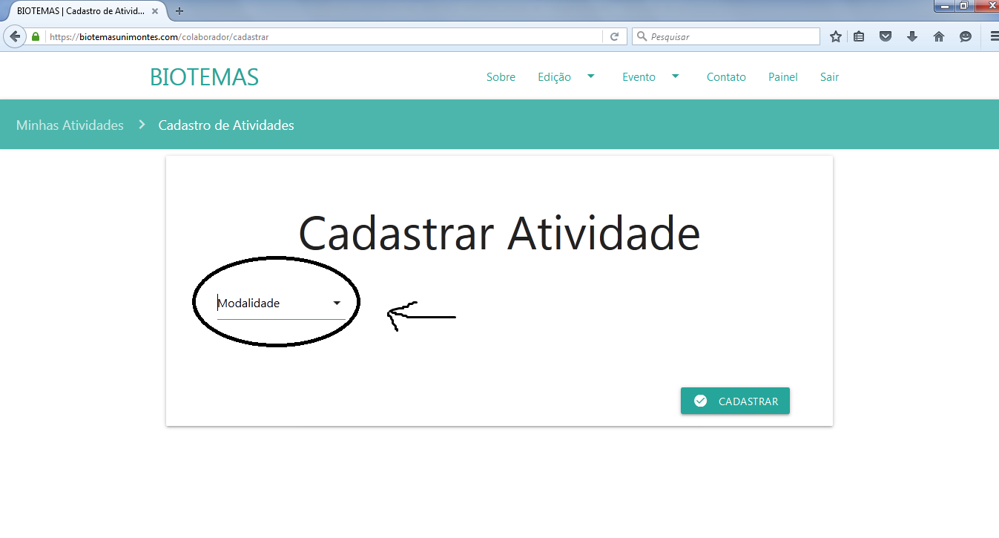 BIOTEMAS | Cadastro de Ativid...
https://biotemasunimontes.com/colaborador/cadastrar
Pesquisar
BIOTEMAS
Sobre
Edição
Evento
Contato
Painel
Sair
Minhas Atividades
Cadastro de Atividades
Cadastrar Atividade
Modalidade
CADASTRAR